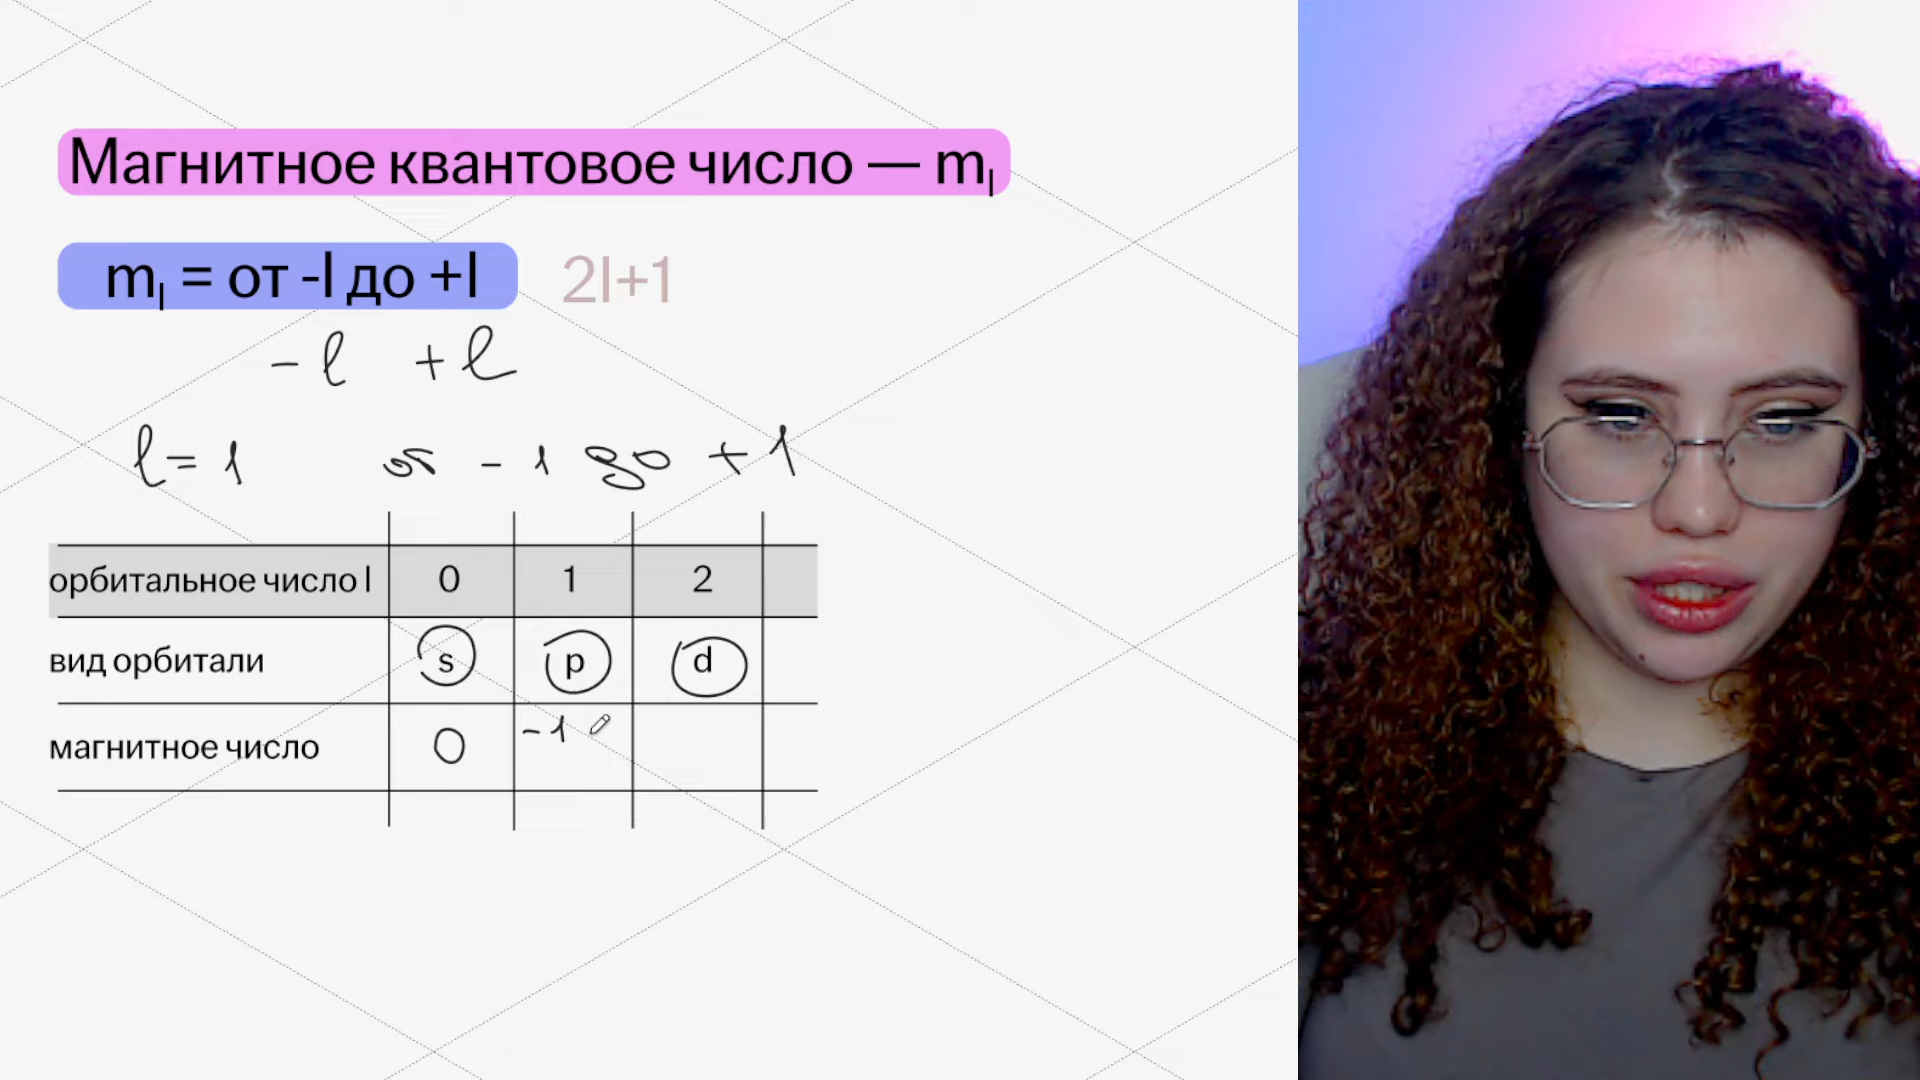 Магнитное квантовое число — mₗ
mₗ = от -l до +l 2l+1
- l + l
l = 1 от - 1 до + 1
орбитальное число l 0 1 2
вид орбитали s p d
магнитное число 0 -1